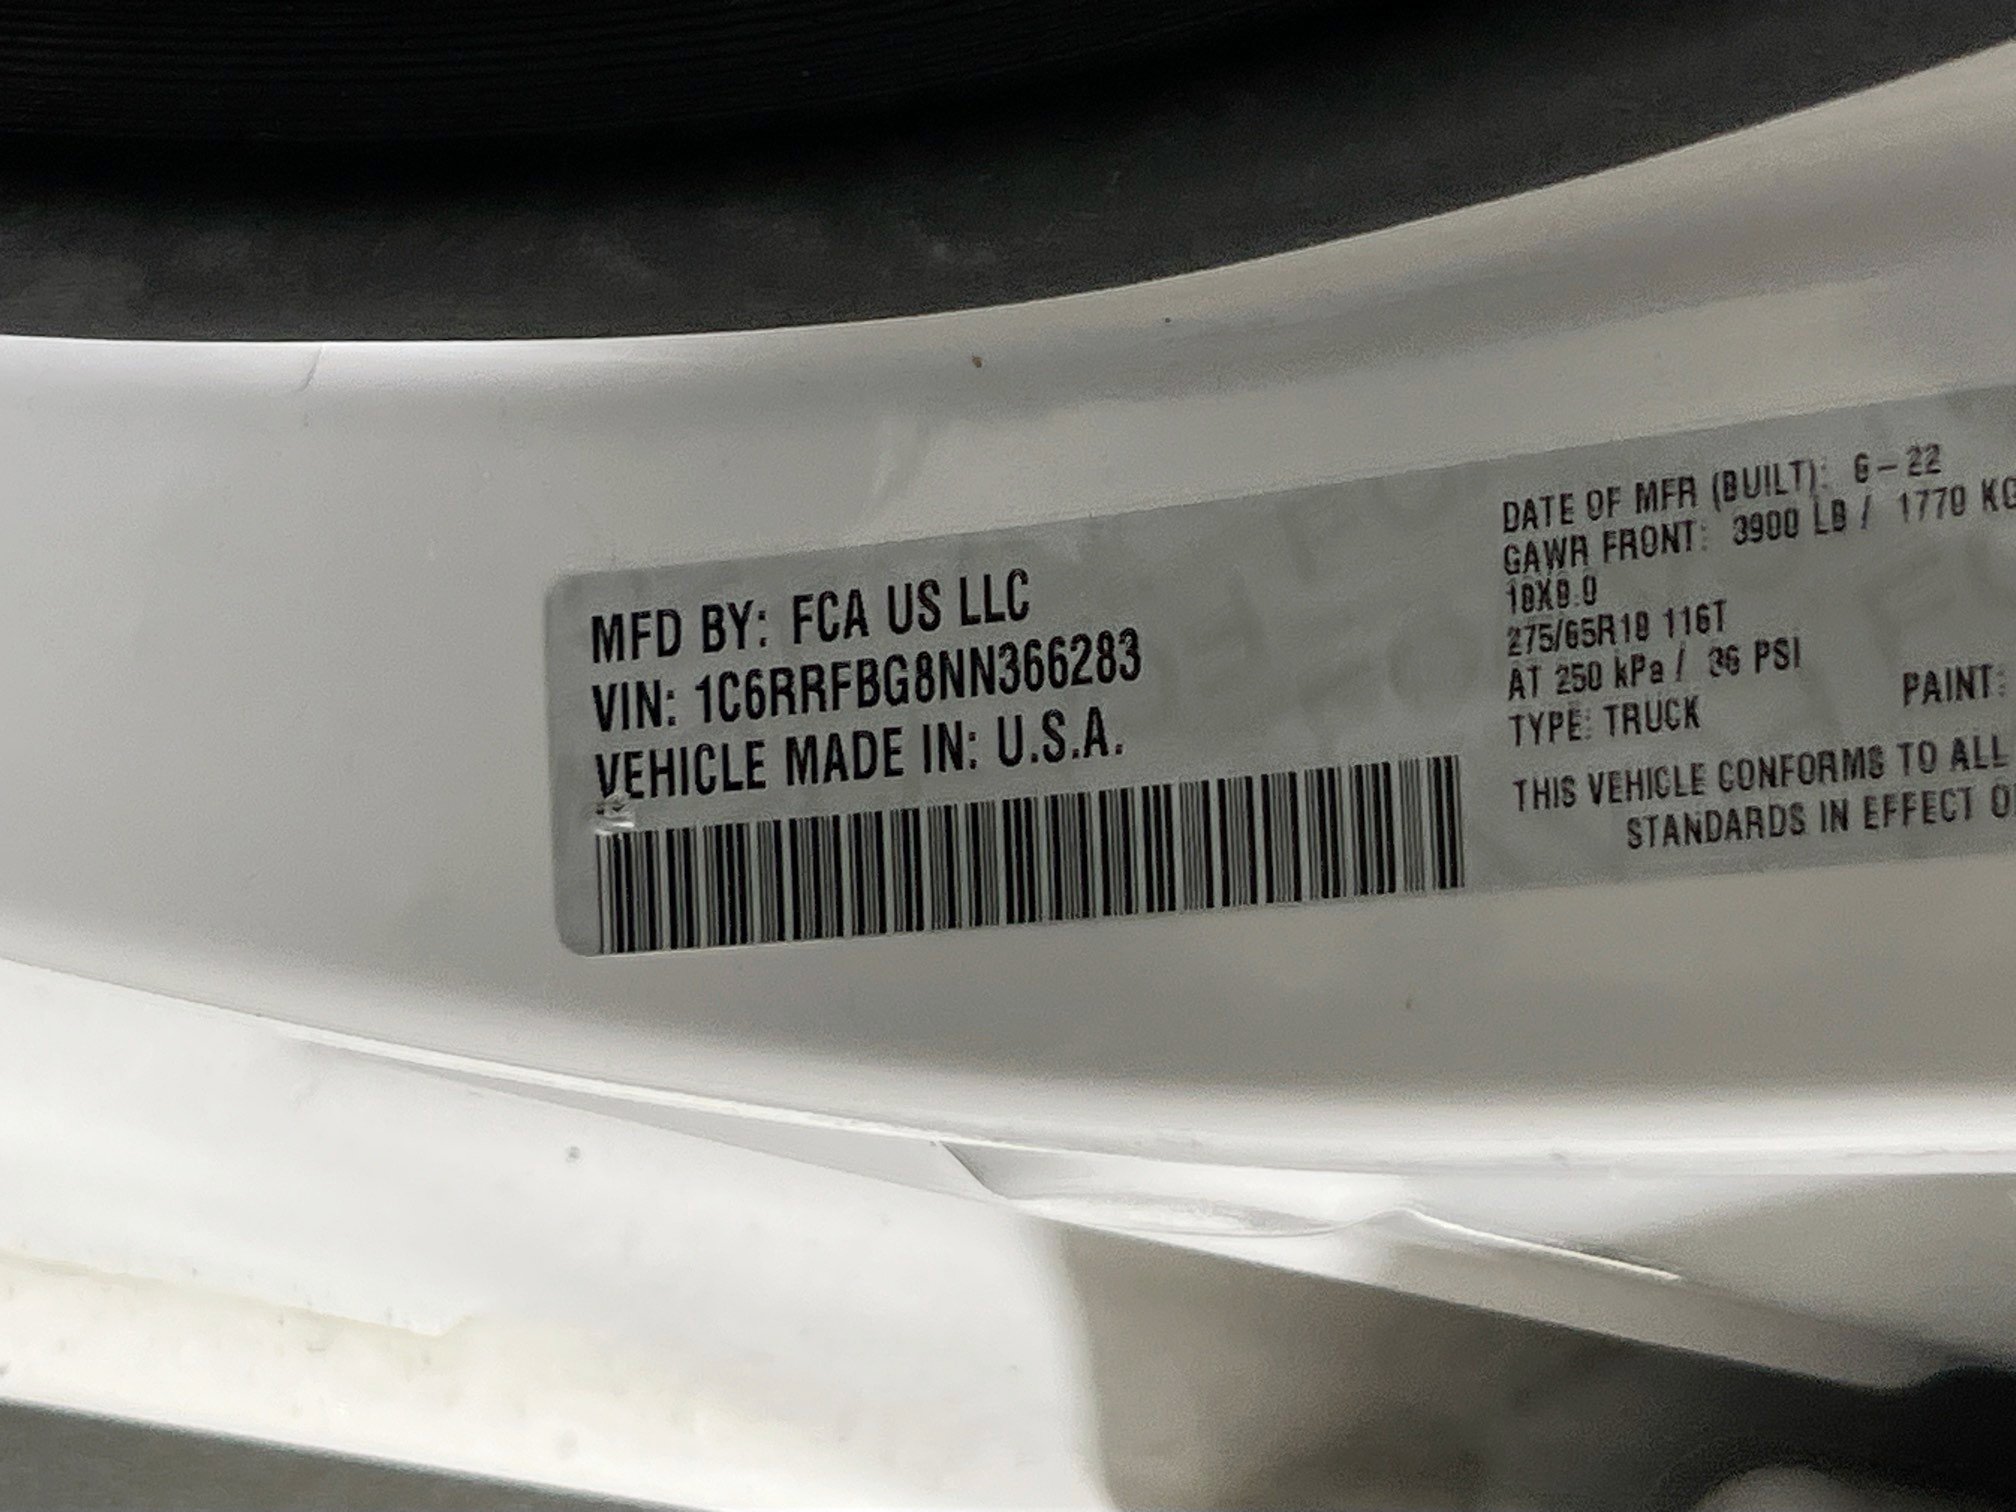 MFD BY: FCA US LLC
VIN: 1C6RRFBG8NN366283
VEHICLE MADE IN: U.S.A.
DATE OF MFR (BUILT): 6-22
GAWR FRONT: 3900 LB / 1770 KG
18X8.0
275/65R18 116T
AT 250 kPa / 36 PSI
TYPE: TRUCK PAINT:
THIS VEHICLE CONFORMS TO ALL
STANDARDS IN EFFECT